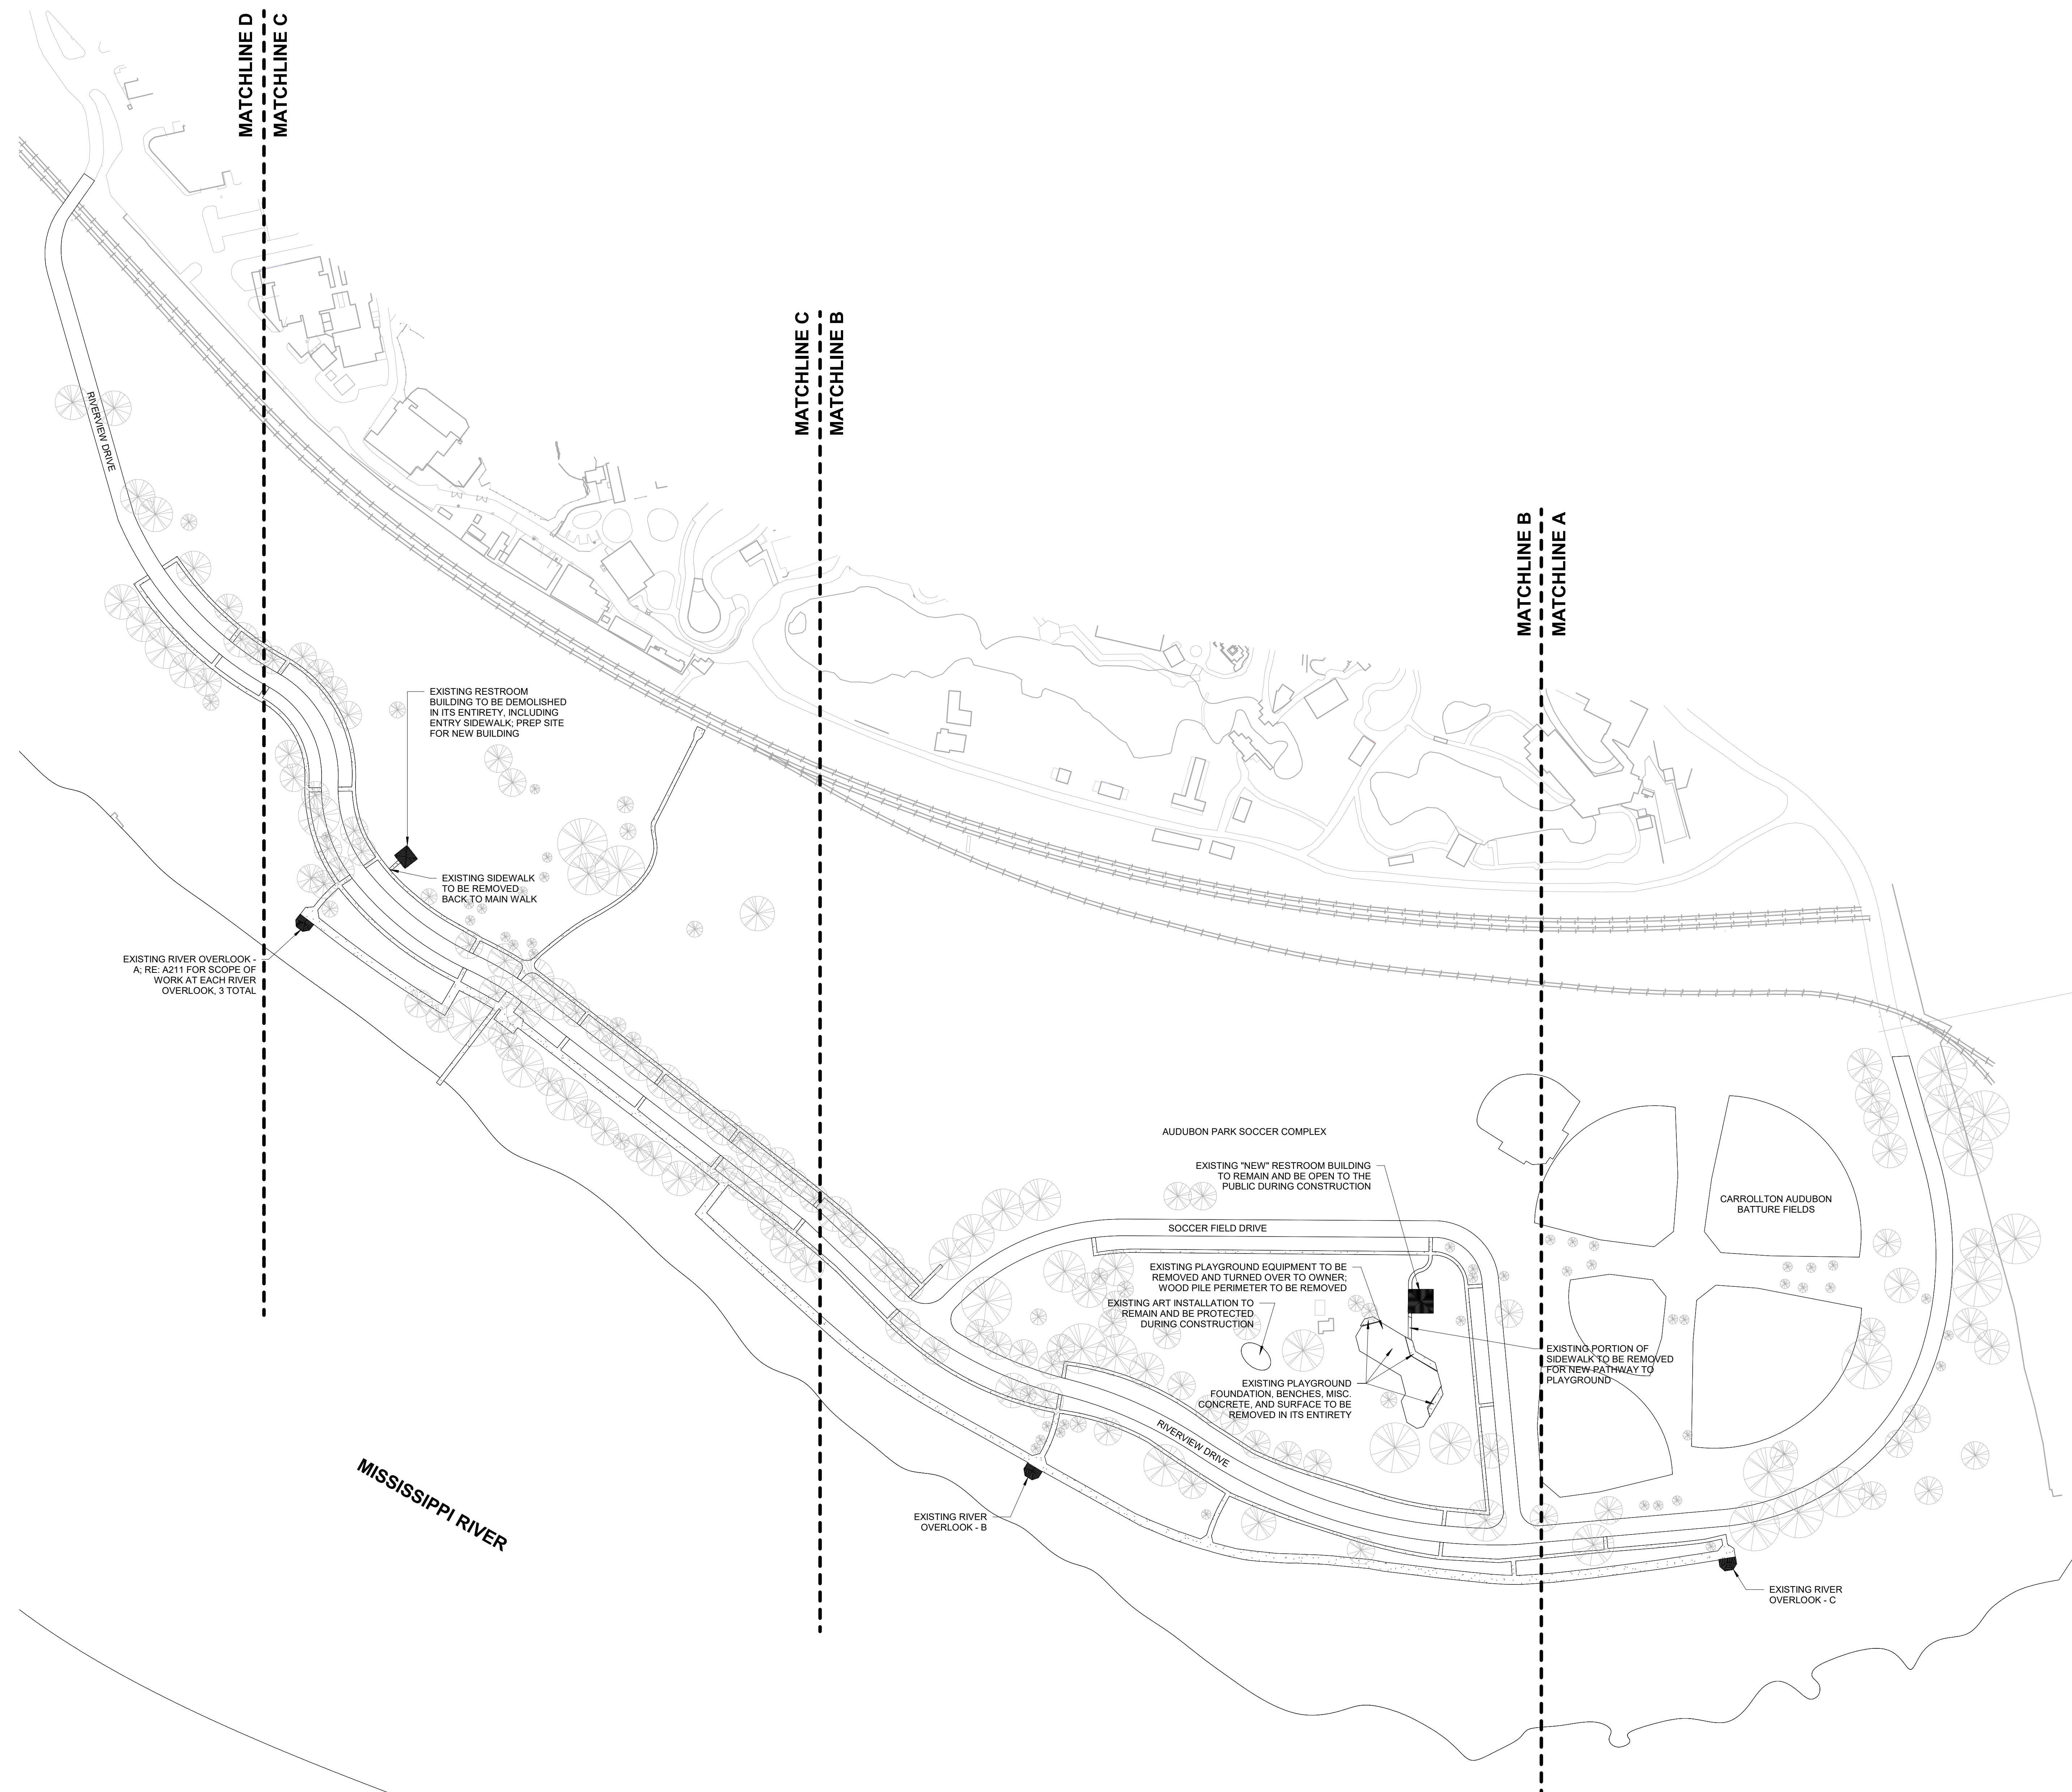 MATCHLINE D
MATCHLINE C
MATCHLINE C
MATCHLINE B
MATCHLINE B
MATCHLINE A
RIVERVIEW DRIVE
EXISTING RESTROOM
BUILDING TO BE DEMOLISHED
IN ITS ENTIRETY, INCLUDING
ENTRY SIDEWALK; PREP SITE
FOR NEW BUILDING
EXISTING SIDEWALK
TO BE REMOVED
BACK TO MAIN WALK
EXISTING RIVER OVERLOOK -
A; RE: A211 FOR SCOPE OF
WORK AT EACH RIVER
OVERLOOK, 3 TOTAL
AUDUBON PARK SOCCER COMPLEX
EXISTING "NEW" RESTROOM BUILDING
TO REMAIN AND BE OPEN TO THE
PUBLIC DURING CONSTRUCTION
CARROLLTON AUDUBON
BATTURE FIELDS
SOCCER FIELD DRIVE
EXISTING PLAYGROUND EQUIPMENT TO BE
REMOVED AND TURNED OVER TO OWNER;
WOOD PILE PERIMETER TO BE REMOVED
EXISTING ART INSTALLATION TO
REMAIN AND BE PROTECTED
DURING CONSTRUCTION
EXISTING PORTION OF
SIDEWALK TO BE REMOVED
FOR NEW PATHWAY TO
PLAYGROUND
EXISTING PLAYGROUND
FOUNDATION, BENCHES, MISC.
CONCRETE, AND SURFACE TO BE
REMOVED IN ITS ENTIRETY
RIVERVIEW DRIVE
MISSISSIPPI RIVER
EXISTING RIVER
OVERLOOK - B
EXISTING RIVER
OVERLOOK - C